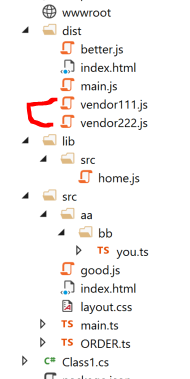 wwwroot
dist
better.js
index.html
main.js
vendor111.js
vendor222.js
lib
src
home.js
src
aa
bb
TS you.ts
good.js
index.html
layout.css
TS main.ts
TS ORDER.ts
C# Class1.cs